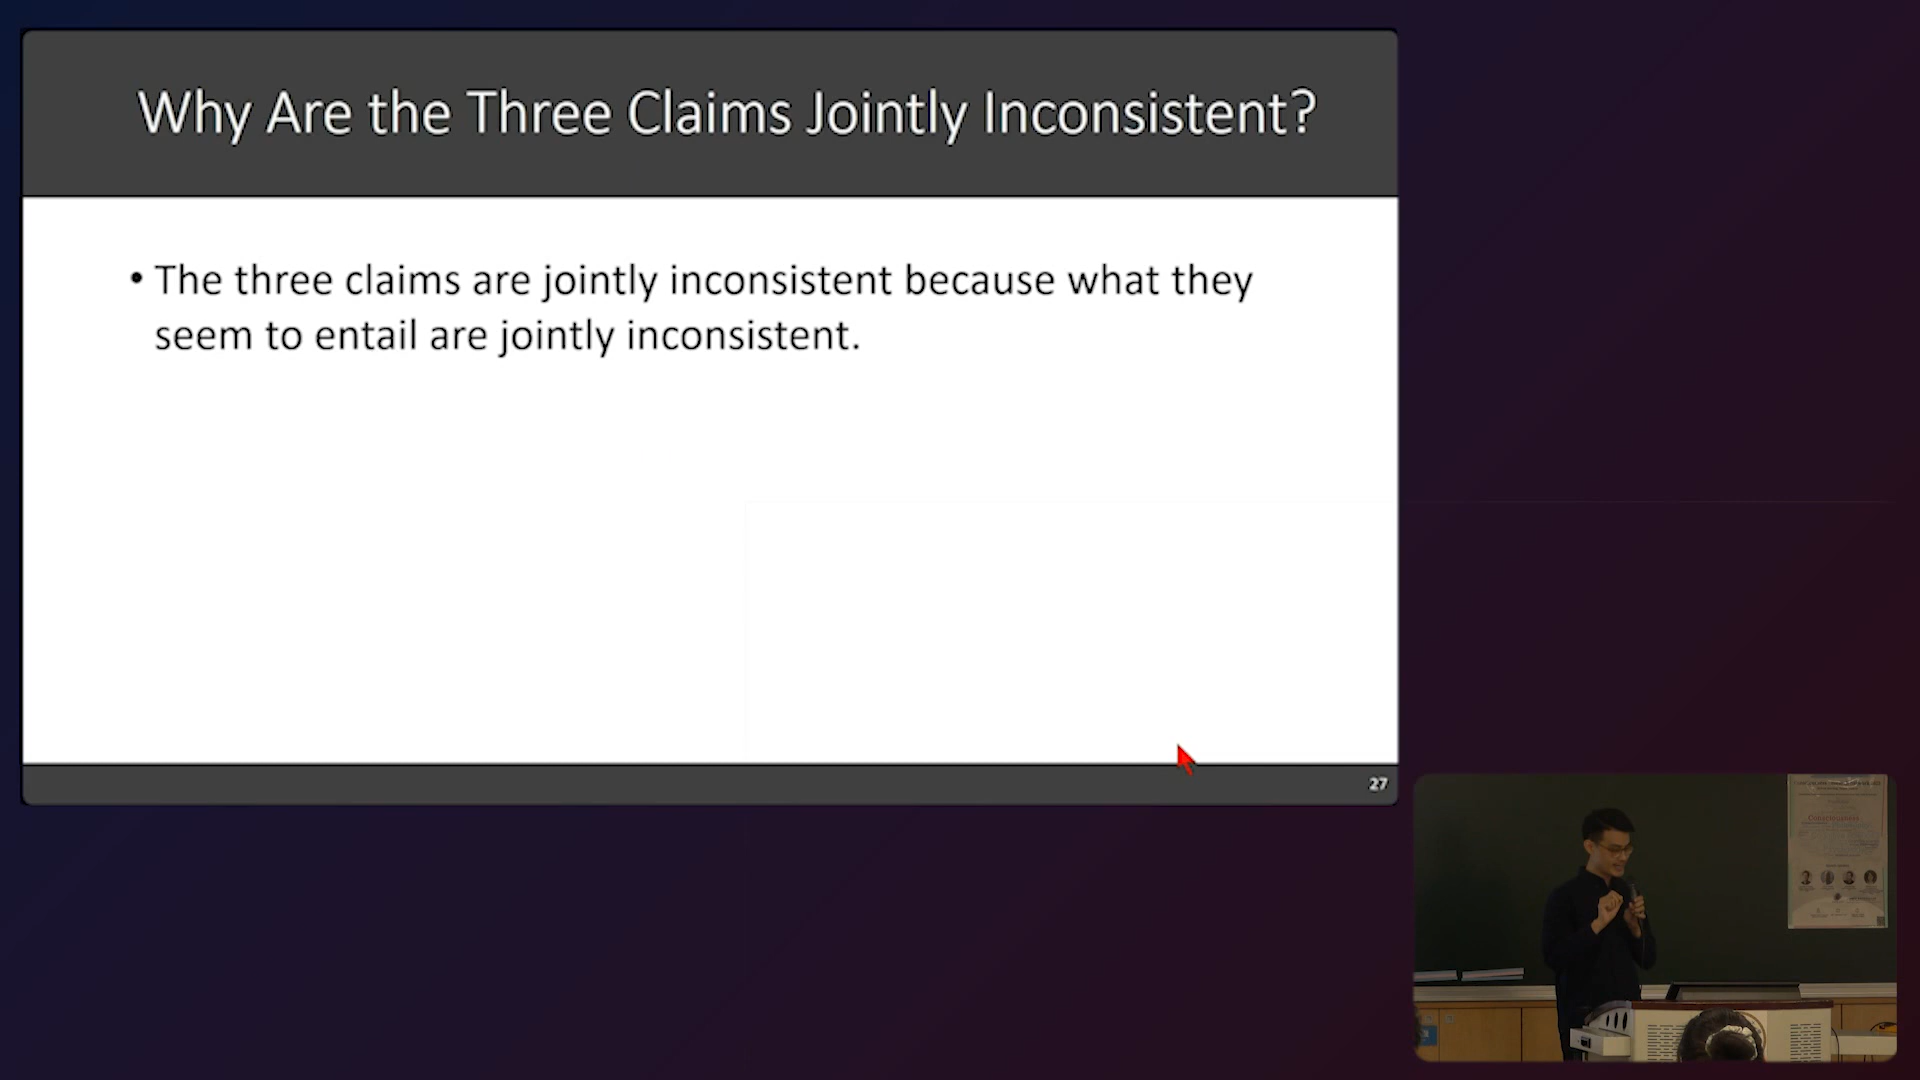 Why Are the Three Claims Jointly Inconsistent?
• The three claims are jointly inconsistent because what they
seem to entail are jointly inconsistent.
27
Consciousness